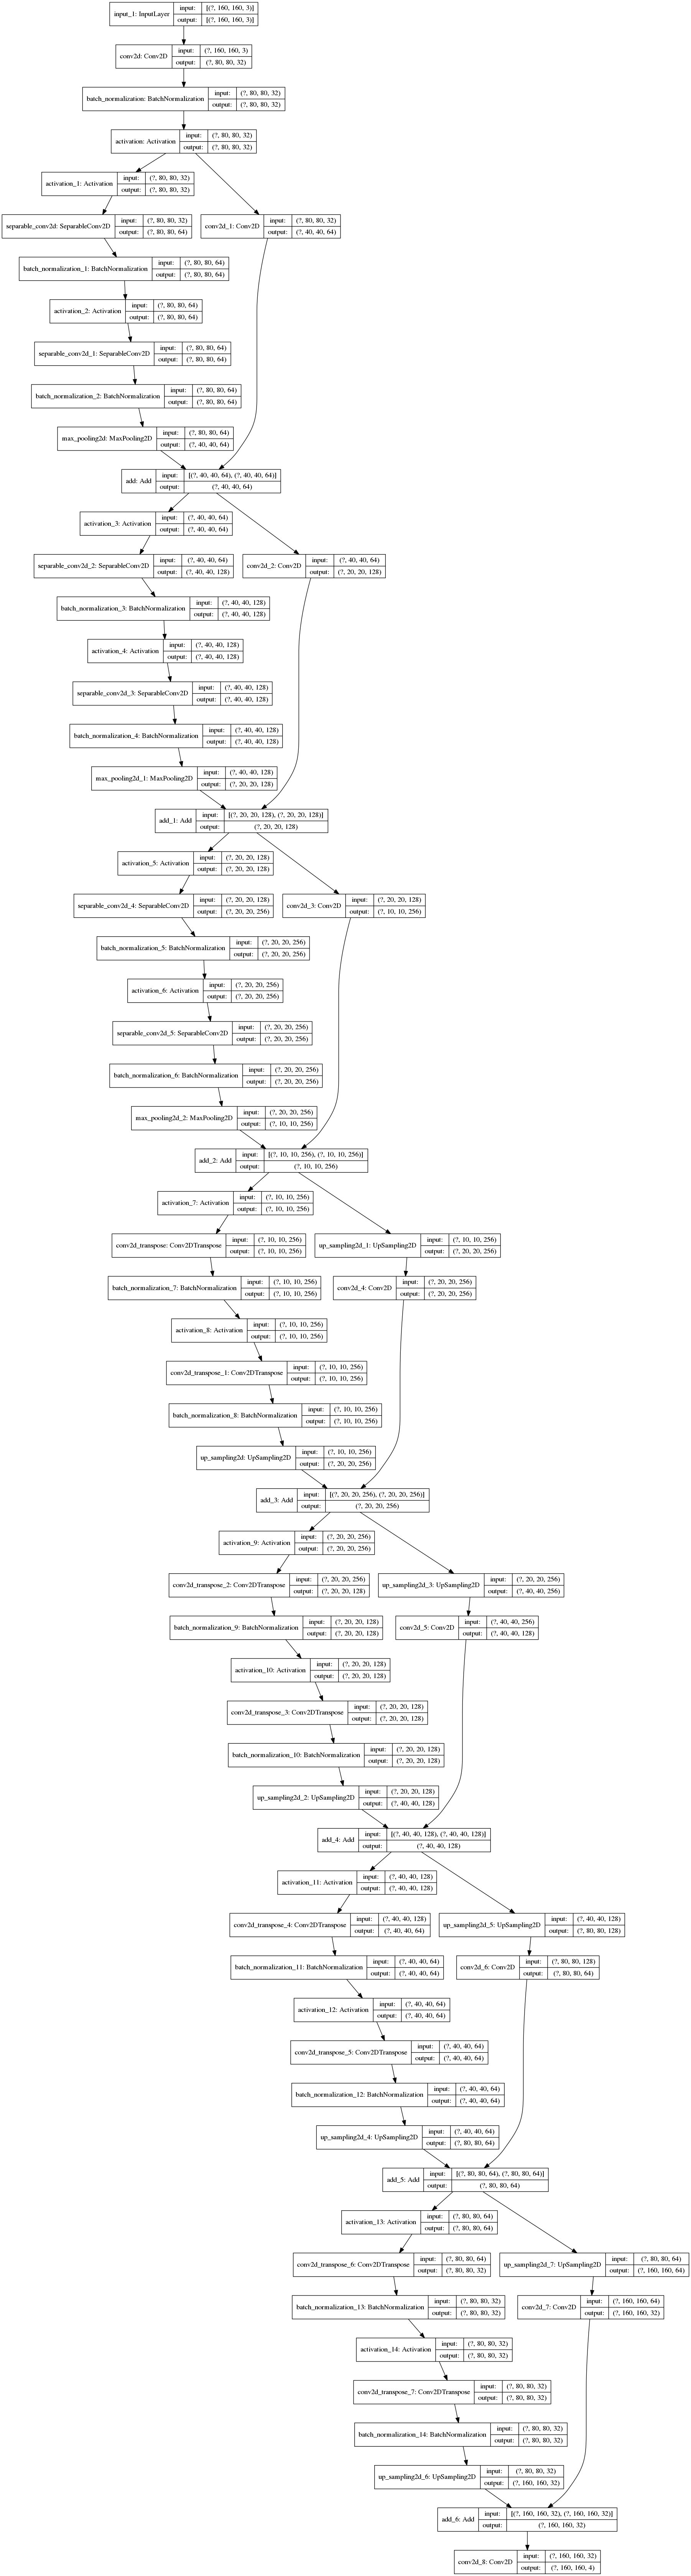 input_1: InputLayer input: [(?, 160, 160, 3)]
output: [(?, 160, 160, 3)]
conv2d: Conv2D input: (?, 160, 160, 3)
output: (?, 80, 80, 32)
batch_normalization: BatchNormalization input: (?, 80, 80, 32)
output: (?, 80, 80, 32)
activation: Activation input: (?, 80, 80, 32)
output: (?, 80, 80, 32)
activation_1: Activation input: (?, 80, 80, 32)
output: (?, 80, 80, 32)
separable_conv2d: SeparableConv2D input: (?, 80, 80, 32)
output: (?, 80, 80, 64)
conv2d_1: Conv2D input: (?, 80, 80, 32)
output: (?, 40, 40, 64)
batch_normalization_1: BatchNormalization input: (?, 80, 80, 64)
output: (?, 80, 80, 64)
activation_2: Activation input: (?, 80, 80, 64)
output: (?, 80, 80, 64)
separable_conv2d_1: SeparableConv2D input: (?, 80, 80, 64)
output: (?, 80, 80, 64)
batch_normalization_2: BatchNormalization input: (?, 80, 80, 64)
output: (?, 80, 80, 64)
max_pooling2d: MaxPooling2D input: (?, 80, 80, 64)
output: (?, 40, 40, 64)
add: Add input: [(?, 40, 40, 64), (?, 40, 40, 64)]
output: (?, 40, 40, 64)
activation_3: Activation input: (?, 40, 40, 64)
output: (?, 40, 40, 64)
separable_conv2d_2: SeparableConv2D input: (?, 40, 40, 64)
output: (?, 40, 40, 128)
conv2d_2: Conv2D input: (?, 40, 40, 64)
output: (?, 20, 20, 128)
batch_normalization_3: BatchNormalization input: (?, 40, 40, 128)
output: (?, 40, 40, 128)
activation_4: Activation input: (?, 40, 40, 128)
output: (?, 40, 40, 128)
separable_conv2d_3: SeparableConv2D input: (?, 40, 40, 128)
output: (?, 40, 40, 128)
batch_normalization_4: BatchNormalization input: (?, 40, 40, 128)
output: (?, 40, 40, 128)
max_pooling2d_1: MaxPooling2D input: (?, 40, 40, 128)
output: (?, 20, 20, 128)
add_1: Add input: [(?, 20, 20, 128), (?, 20, 20, 128)]
output: (?, 20, 20, 128)
activation_5: Activation input: (?, 20, 20, 128)
output: (?, 20, 20, 128)
separable_conv2d_4: SeparableConv2D input: (?, 20, 20, 128)
output: (?, 20, 20, 256)
conv2d_3: Conv2D input: (?, 20, 20, 128)
output: (?, 10, 10, 256)
batch_normalization_5: BatchNormalization input: (?, 20, 20, 256)
output: (?, 20, 20, 256)
activation_6: Activation input: (?, 20, 20, 256)
output: (?, 20, 20, 256)
separable_conv2d_5: SeparableConv2D input: (?, 20, 20, 256)
output: (?, 20, 20, 256)
batch_normalization_6: BatchNormalization input: (?, 20, 20, 256)
output: (?, 20, 20, 256)
max_pooling2d_2: MaxPooling2D input: (?, 20, 20, 256)
output: (?, 10, 10, 256)
add_2: Add input: [(?, 10, 10, 256), (?, 10, 10, 256)]
output: (?, 10, 10, 256)
activation_7: Activation input: (?, 10, 10, 256)
output: (?, 10, 10, 256)
conv2d_transpose: Conv2DTranspose input: (?, 10, 10, 256)
output: (?, 10, 10, 256)
up_sampling2d_1: UpSampling2D input: (?, 10, 10, 256)
output: (?, 20, 20, 256)
batch_normalization_7: BatchNormalization input: (?, 10, 10, 256)
output: (?, 10, 10, 256)
conv2d_4: Conv2D input: (?, 20, 20, 256)
output: (?, 20, 20, 256)
activation_8: Activation input: (?, 10, 10, 256)
output: (?, 10, 10, 256)
conv2d_transpose_1: Conv2DTranspose input: (?, 10, 10, 256)
output: (?, 10, 10, 256)
batch_normalization_8: BatchNormalization input: (?, 10, 10, 256)
output: (?, 10, 10, 256)
up_sampling2d: UpSampling2D input: (?, 10, 10, 256)
output: (?, 20, 20, 256)
add_3: Add input: [(?, 20, 20, 256), (?, 20, 20, 256)]
output: (?, 20, 20, 256)
activation_9: Activation input: (?, 20, 20, 256)
output: (?, 20, 20, 256)
conv2d_transpose_2: Conv2DTranspose input: (?, 20, 20, 256)
output: (?, 20, 20, 128)
up_sampling2d_3: UpSampling2D input: (?, 20, 20, 256)
output: (?, 40, 40, 256)
batch_normalization_9: BatchNormalization input: (?, 20, 20, 128)
output: (?, 20, 20, 128)
conv2d_5: Conv2D input: (?, 40, 40, 256)
output: (?, 40, 40, 128)
activation_10: Activation input: (?, 20, 20, 128)
output: (?, 20, 20, 128)
conv2d_transpose_3: Conv2DTranspose input: (?, 20, 20, 128)
output: (?, 20, 20, 128)
batch_normalization_10: BatchNormalization input: (?, 20, 20, 128)
output: (?, 20, 20, 128)
up_sampling2d_2: UpSampling2D input: (?, 20, 20, 128)
output: (?, 40, 40, 128)
add_4: Add input: [(?, 40, 40, 128), (?, 40, 40, 128)]
output: (?, 40, 40, 128)
activation_11: Activation input: (?, 40, 40, 128)
output: (?, 40, 40, 128)
conv2d_transpose_4: Conv2DTranspose input: (?, 40, 40, 128)
output: (?, 40, 40, 64)
up_sampling2d_5: UpSampling2D input: (?, 40, 40, 128)
output: (?, 80, 80, 128)
batch_normalization_11: BatchNormalization input: (?, 40, 40, 64)
output: (?, 40, 40, 64)
conv2d_6: Conv2D input: (?, 80, 80, 128)
output: (?, 80, 80, 64)
activation_12: Activation input: (?, 40, 40, 64)
output: (?, 40, 40, 64)
conv2d_transpose_5: Conv2DTranspose input: (?, 40, 40, 64)
output: (?, 40, 40, 64)
batch_normalization_12: BatchNormalization input: (?, 40, 40, 64)
output: (?, 40, 40, 64)
up_sampling2d_4: UpSampling2D input: (?, 40, 40, 64)
output: (?, 80, 80, 64)
add_5: Add input: [(?, 80, 80, 64), (?, 80, 80, 64)]
output: (?, 80, 80, 64)
activation_13: Activation input: (?, 80, 80, 64)
output: (?, 80, 80, 64)
conv2d_transpose_6: Conv2DTranspose input: (?, 80, 80, 64)
output: (?, 80, 80, 32)
up_sampling2d_7: UpSampling2D input: (?, 80, 80, 64)
output: (?, 160, 160, 64)
batch_normalization_13: BatchNormalization input: (?, 80, 80, 32)
output: (?, 80, 80, 32)
conv2d_7: Conv2D input: (?, 160, 160, 64)
output: (?, 160, 160, 32)
activation_14: Activation input: (?, 80, 80, 32)
output: (?, 80, 80, 32)
conv2d_transpose_7: Conv2DTranspose input: (?, 80, 80, 32)
output: (?, 80, 80, 32)
batch_normalization_14: BatchNormalization input: (?, 80, 80, 32)
output: (?, 80, 80, 32)
up_sampling2d_6: UpSampling2D input: (?, 80, 80, 32)
output: (?, 160, 160, 32)
add_6: Add input: [(?, 160, 160, 32), (?, 160, 160, 32)]
output: (?, 160, 160, 32)
conv2d_8: Conv2D input: (?, 160, 160, 32)
output: (?, 160, 160, 4)